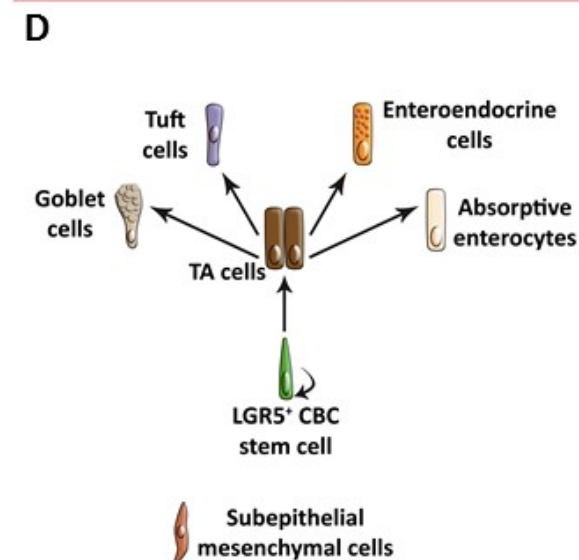 D
Tuft
cells
Enteroendocrine
cells
Goblet
cells
Absorptive
enterocytes
TA cells
LGR5⁺ CBC
stem cell
Subepithelial
mesenchymal cells